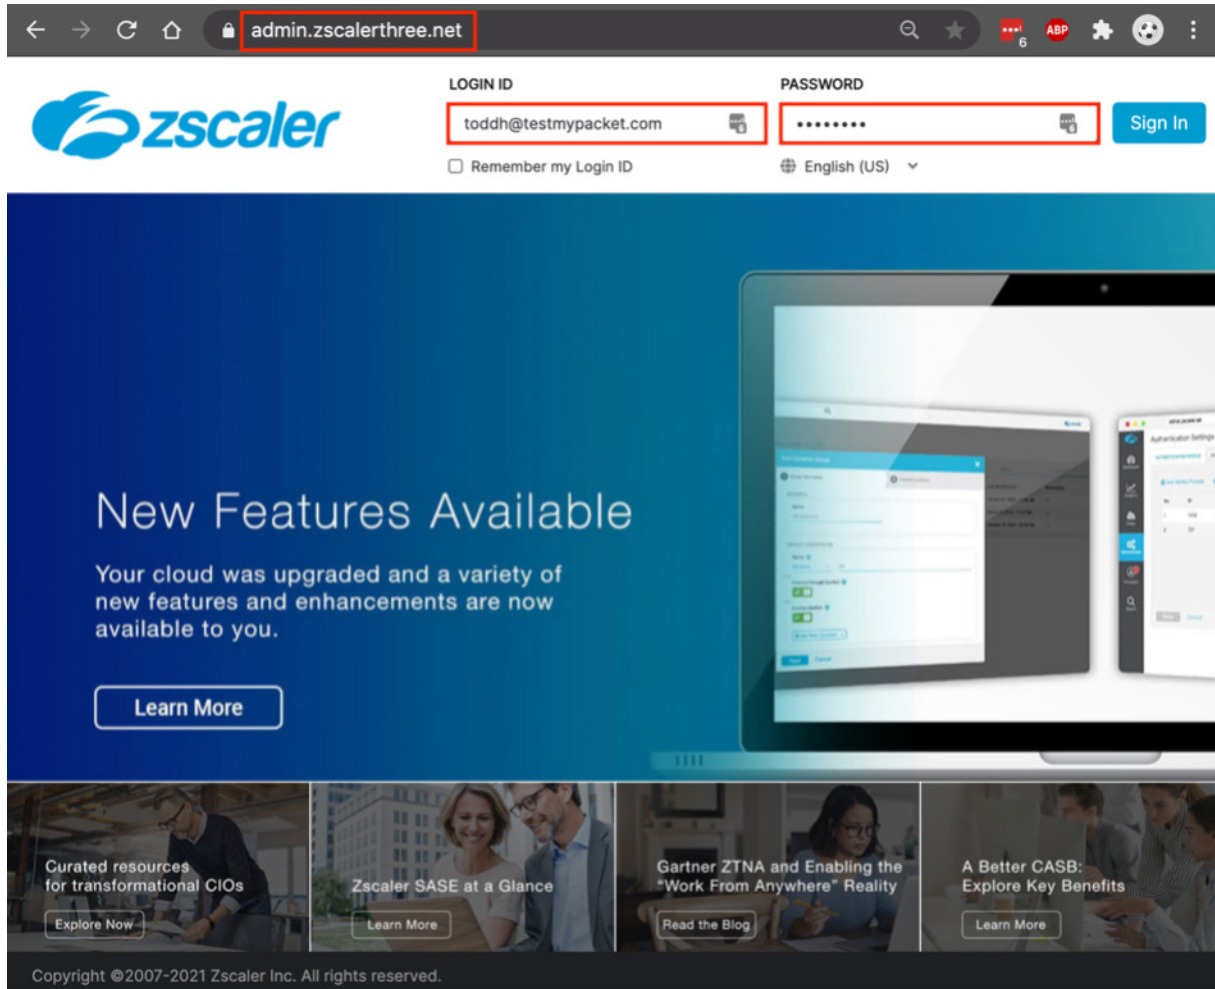 admin.zscalerthree.net
6
ABP
LOGIN ID
PASSWORD
zscaler
toddh@testmypacket.com
••••••••
Sign In
Remember my Login ID
English (US)
Authentication Settings
New Features Available
Your cloud was upgraded and a variety of
new features and enhancements are now
available to you.
Learn More
Curated resources
for transformational CIOs
Explore Now
Zscaler SASE at a Glance
Learn More
Gartner ZTNA and Enabling the
"Work From Anywhere" Reality
Read the Blog
A Better CASB:
Explore Key Benefits
Learn More
Copyright ©2007-2021 Zscaler Inc. All rights reserved.